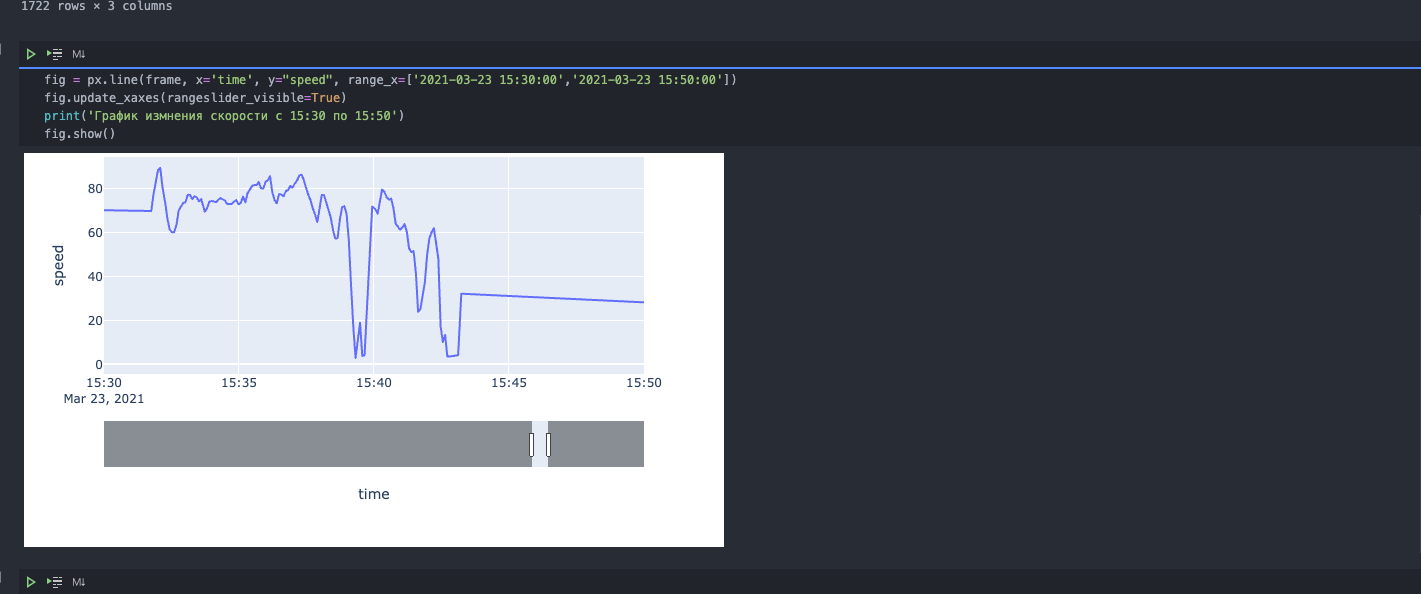 1722 rows × 3 columns
M↓
fig = px.line(frame, x='time', y="speed", range_x=['2021-03-23 15:30:00','2021-03-23 15:50:00'])
fig.update_xaxes(rangeslider_visible=True)
print('График измнения скорости с 15:30 по 15:50')
fig.show()
80
60
40
20
0
speed
15:30 15:35 15:40 15:45 15:50
Mar 23, 2021
time
M↓